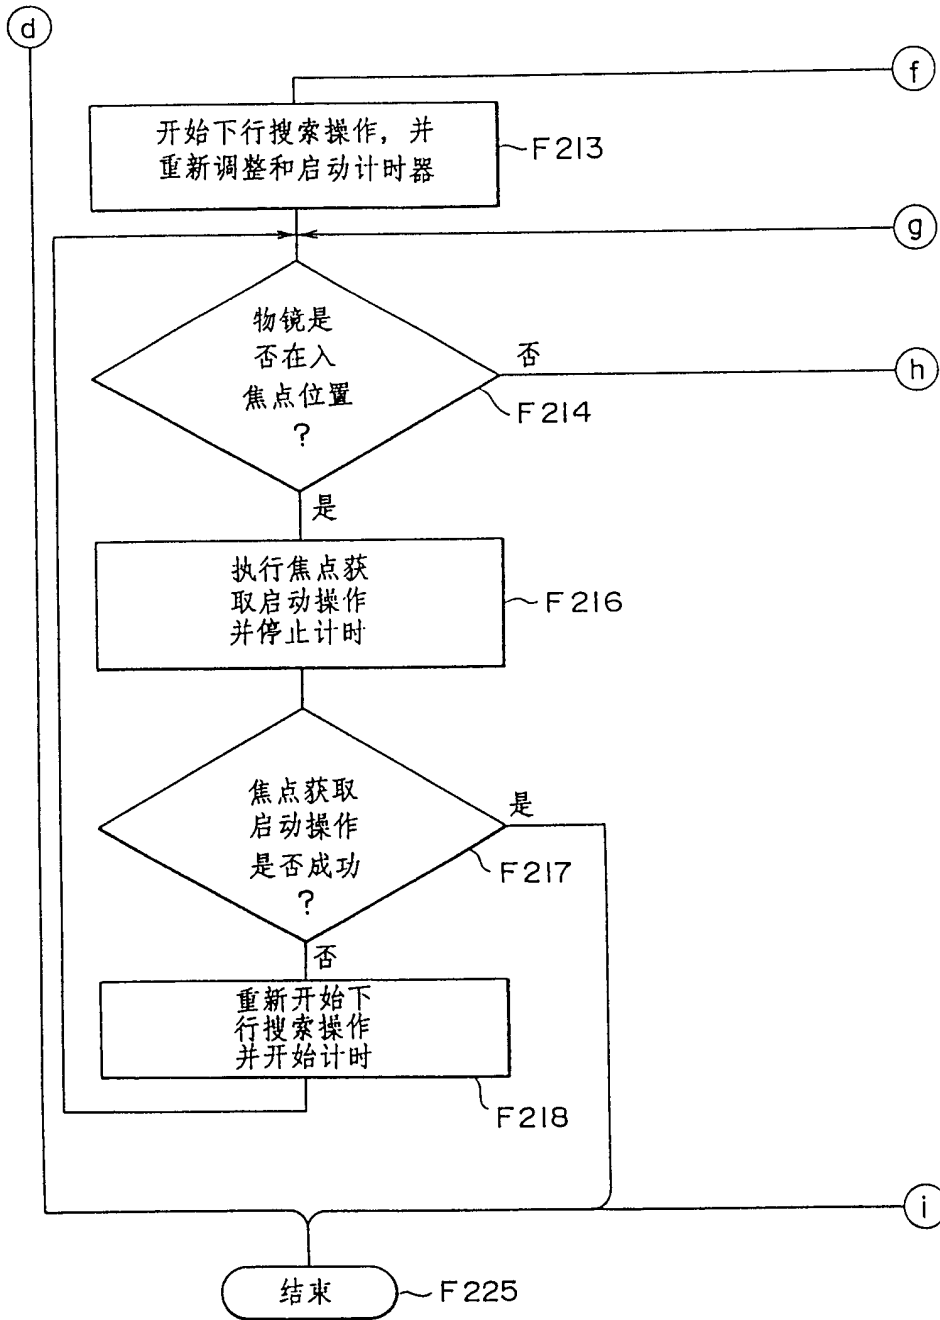 d
f
开始下行搜索操作，并
重新调整和启动计时器
F213
g
物镜是
否在入
焦点位置
?
否
h
F214
是
执行焦点获
取启动操作
并停止计时
F216
焦点获取
启动操作
是否成功
?
是
F217
否
重新开始下
行搜索操作
并开始计时
F218
i
结束
F225